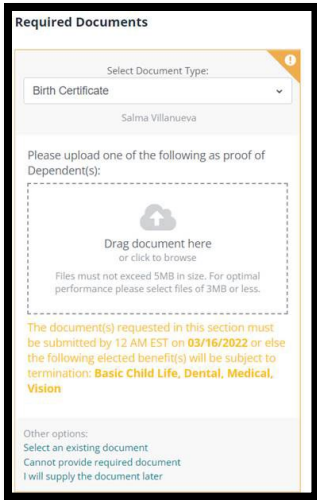 Required Documents
Select Document Type:
Birth Certificate
Salma Villanueva
Please upload one of the following as proof of
Dependent(s):
Drag document here
or click to browse
Files must not exceed 5MB in size. For optimal
performance please select files of 3MB or less.
The document(s) requested in this section must
be submitted by 12 AM EST on 03/16/2022 or else
the following elected benefit(s) will be subject to
termination: Basic Child Life, Dental, Medical,
Vision
Other options:
Select an existing document
Cannot provide required document
I will supply the document later